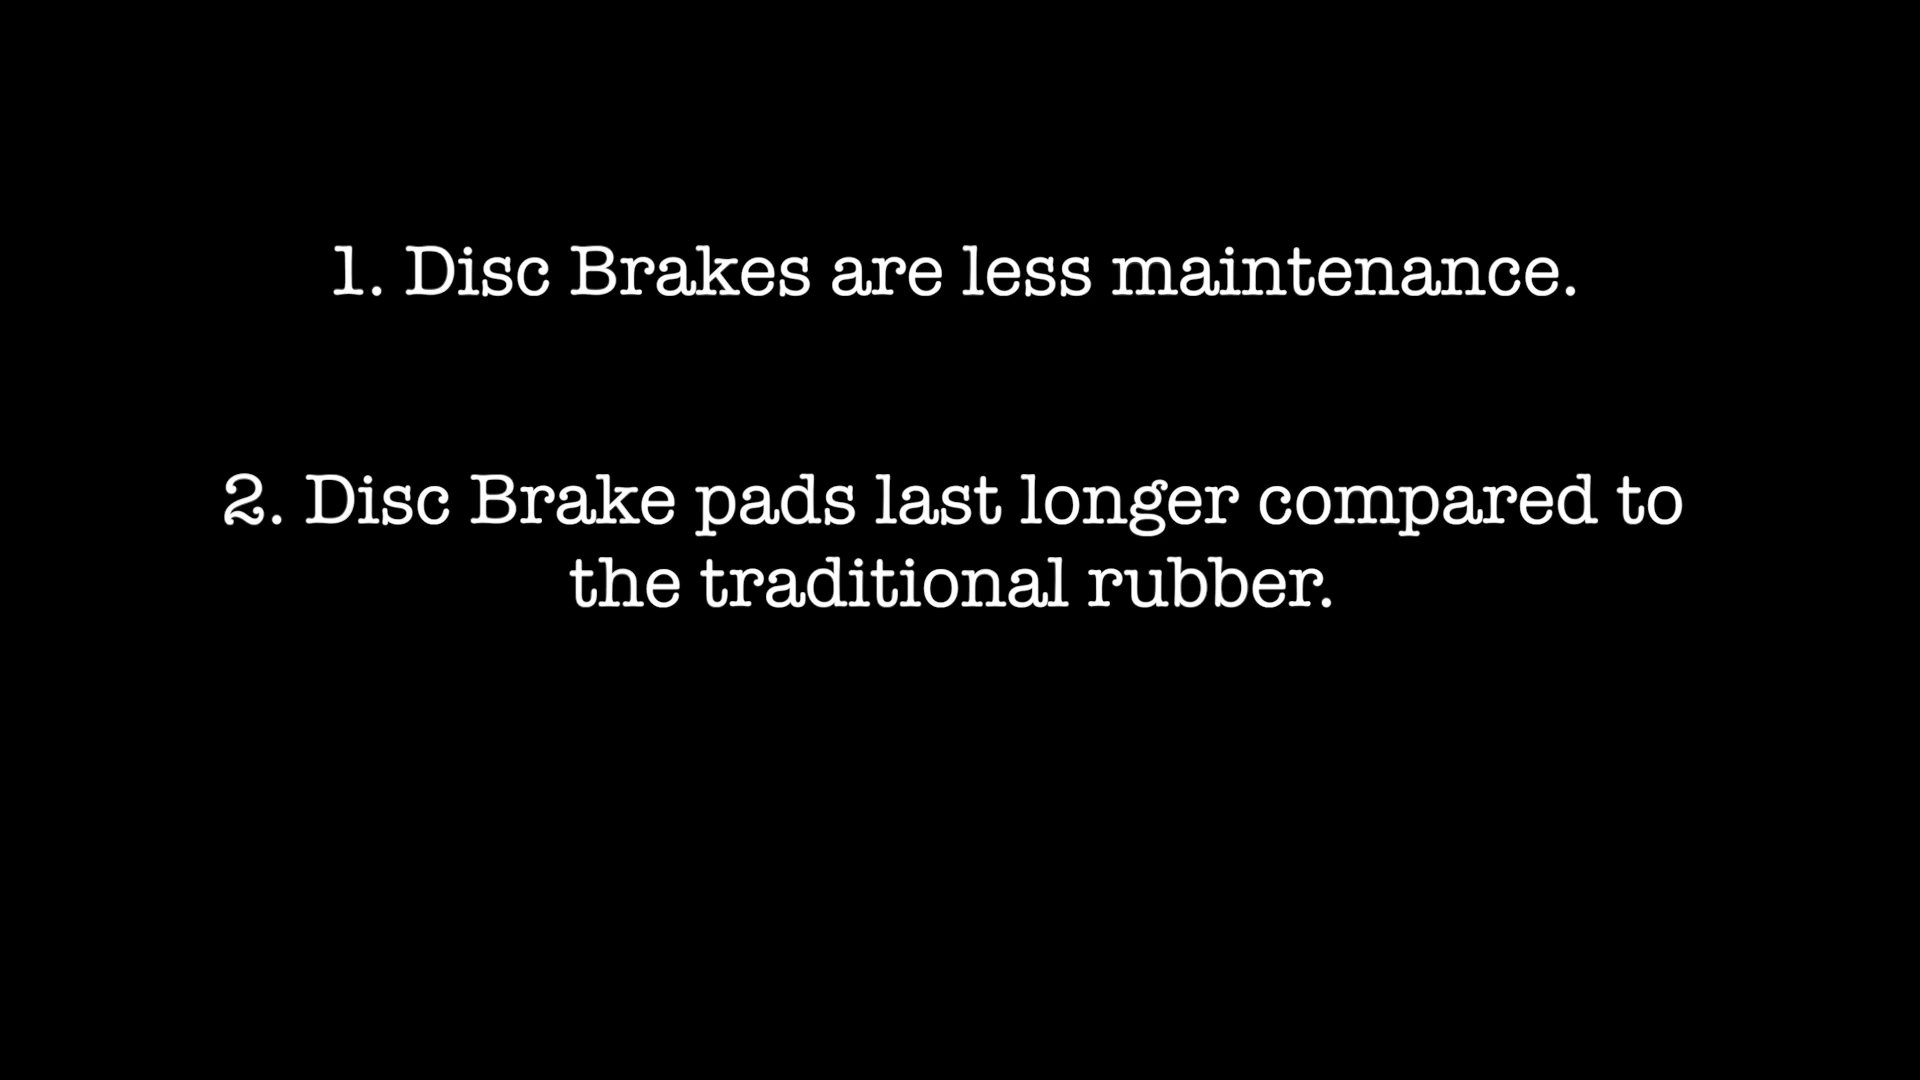 1. Disc Brakes are less maintenance.
2. Disc Brake pads last longer compared to
the traditional rubber.